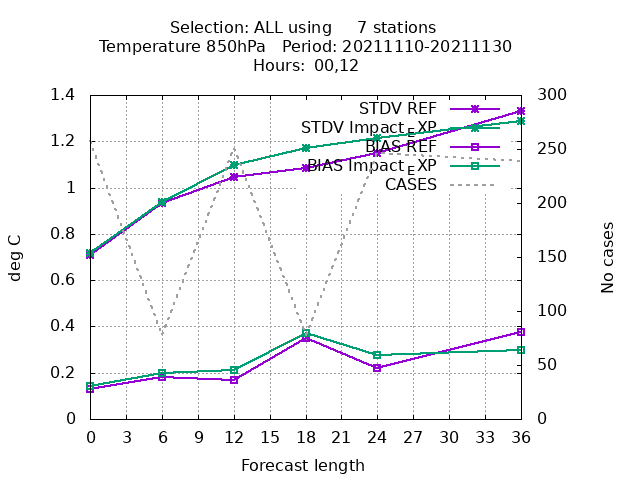 Selection: ALL using 7 stations
Temperature 850hPa Period: 20211110-20211130
Hours: 00,12
1.4
1.2
1
0.8
0.6
0.4
0.2
0
deg C
STDV REF
STDV Impact_EXP
BIAS REF
BIAS Impact_EXP
CASES
300
250
200
150
100
50
0
No cases
0 3 6 9 12 15 18 21 24 27 30 33 36
Forecast length